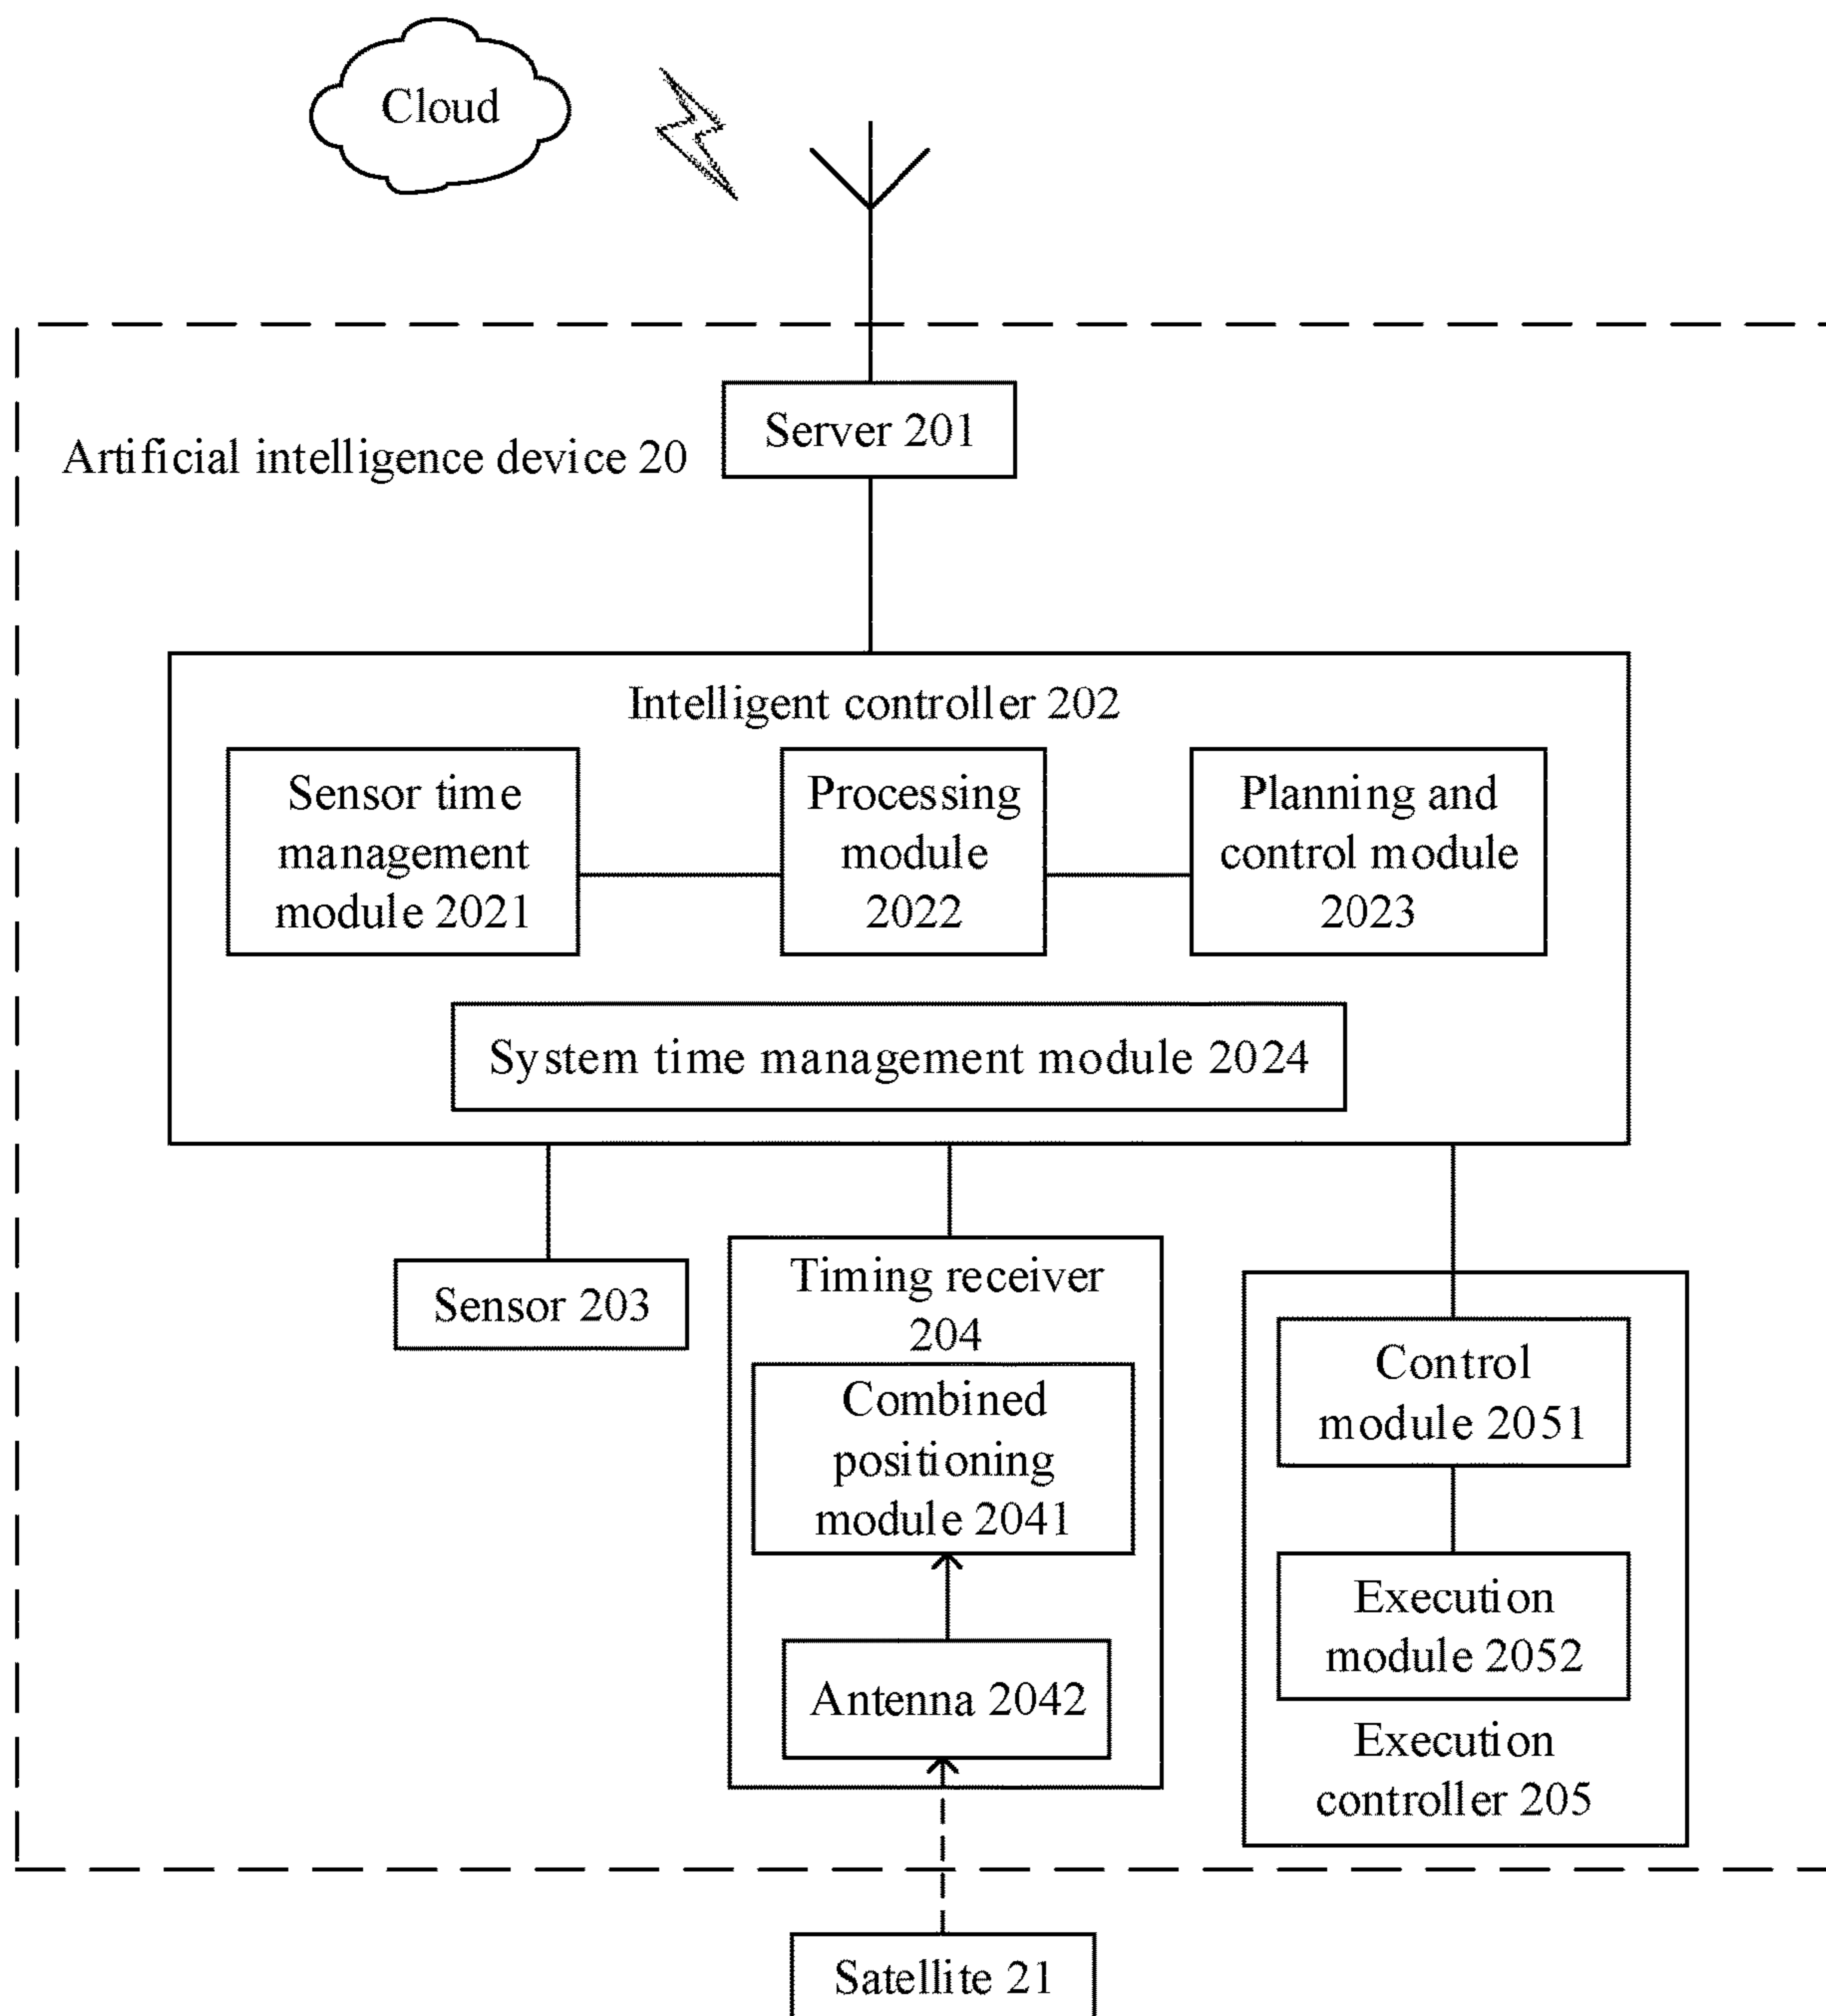 Cloud
Server 201
Artificial intelligence device 20
Intelligent controller 202
Sensor time
management
module 2021
Processing
module
2022
Planning and
control module
2023
System time management module 2024
Sensor 203
Timing receiver
204
Combined
positioning
module 2041
Antenna 2042
Control
module 2051
Execution
module 2052
Execution
controller 205
Satellite 21